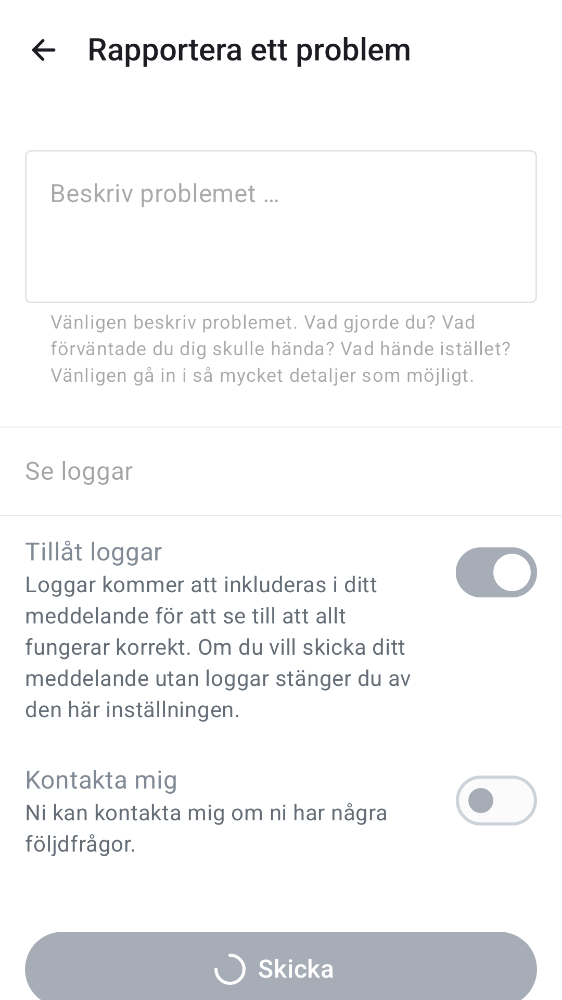 Rapportera ett problem
Beskriv problemet ...
Vänligen beskriv problemet. Vad gjorde du? Vad
förväntade du dig skulle hända? Vad hände istället?
Vänligen gå in i så mycket detaljer som möjligt.
Se loggar
Tillåt loggar
Loggar kommer att inkluderas i ditt
meddelande för att se till att allt
fungerar korrekt. Om du vill skicka ditt
meddelande utan loggar stänger du av
den här inställningen.
Kontakta mig
Ni kan kontakta mig om ni har några
följdfrågor.
Skicka